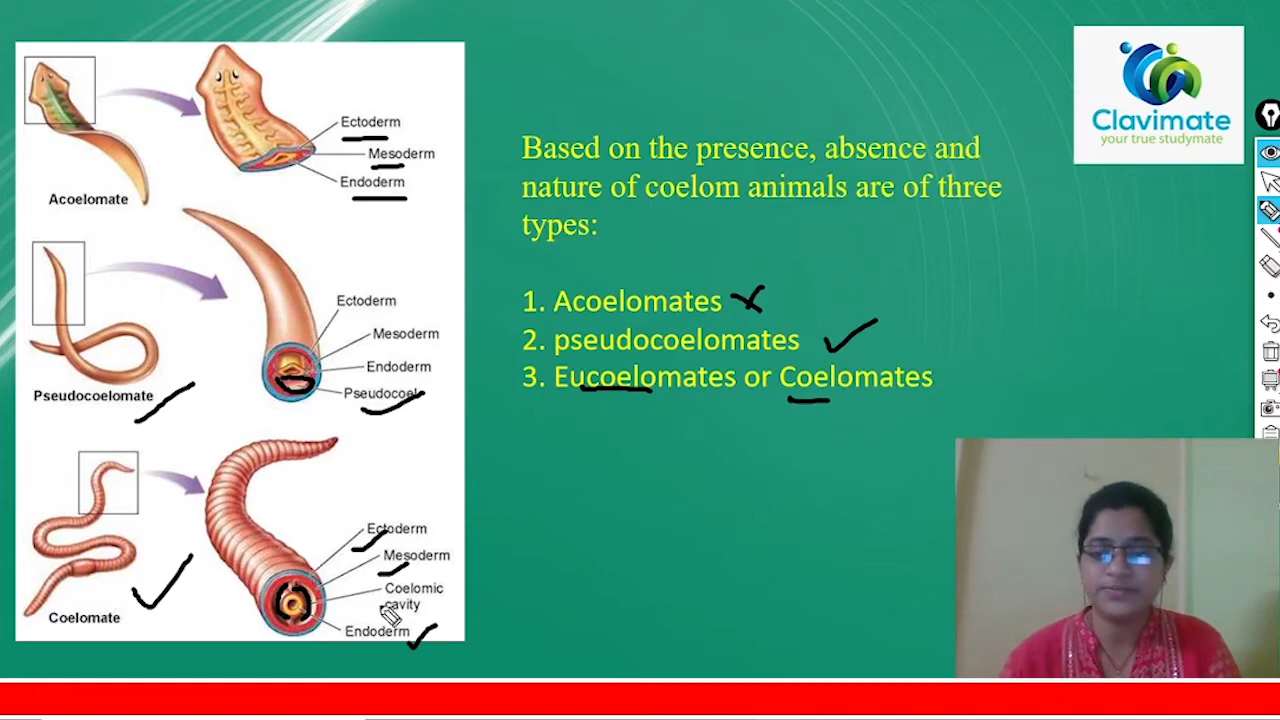 Ectoderm
Mesoderm
Endoderm
Acoelomate
Ectoderm
Mesoderm
Endoderm
Pseudocoel
Pseudocoelomate
Ectoderm
Mesoderm
Coelomic
cavity
Endoderm
Coelomate
Based on the presence, absence and
nature of coelom animals are of three
types:
1. Acoelomates
2. pseudocoelomates
3. Eucoelomates or Coelomates
Clavimate
your true studymate